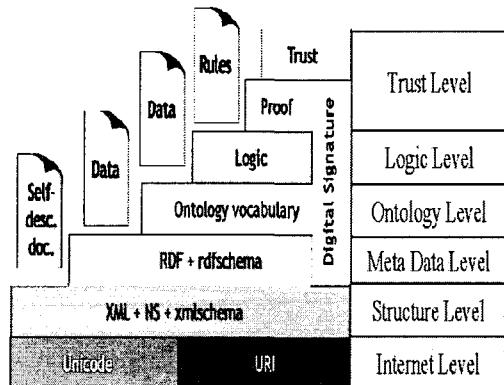 Trust
Rules
Trust Level
Data
Proof
Data
Logic
Logic Level
Digital Signature
Self-
desc.
doc.
Ontology vocabulary
Ontology Level
RDF + rdfschema
Meta Data Level
XML + NS + xmlschema
Structure Level
Unicode
URI
Internet Level